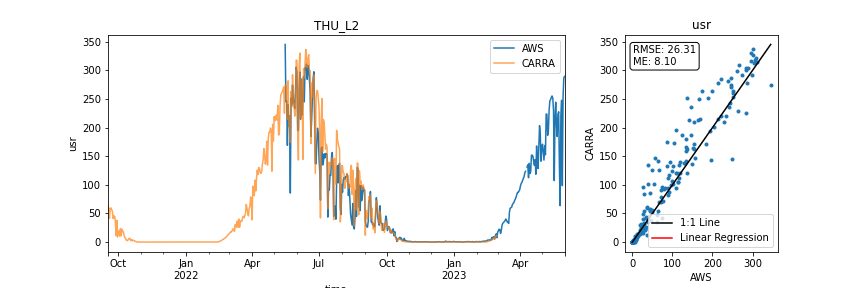 THU_L2
usr
350
300
250
200
150
100
50
0
usr
AWS
CARRA
Oct
Jan
2022
Apr
Jul
Oct
Jan
2023
Apr
time
350
300
250
200
150
100
50
0
CARRA
RMSE: 26.31
ME: 8.10
1:1 Line
Linear Regression
0
100
200
300
AWS